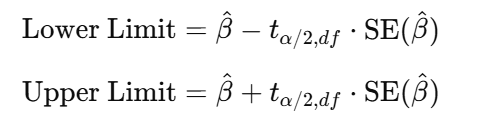 Lower Limit = β̂ − t_{α/2,df} · SE(β̂)
Upper Limit = β̂ + t_{α/2,df} · SE(β̂)